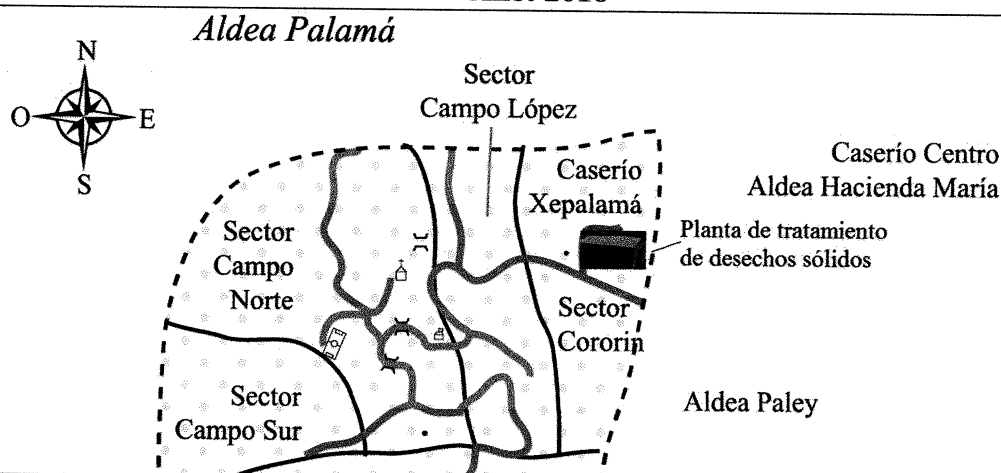 Aldea Palamá
N
O
E
S
Sector
Campo López
Caserío
Xepalamá
Caserío Centro
Aldea Hacienda María
Planta de tratamiento
de desechos sólidos
Sector
Campo
Norte
Sector
Cororin
Sector
Campo Sur
Aldea Paley